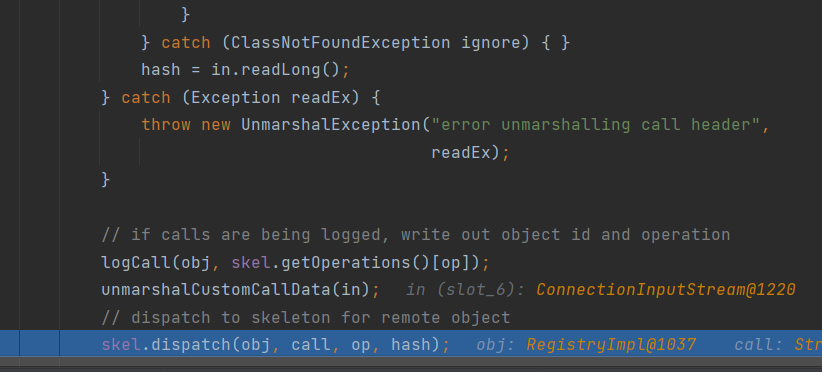 }
} catch (ClassNotFoundException ignore) { }
hash = in.readLong();
} catch (Exception readEx) {
throw new UnmarshalException("error unmarshalling call header",
readEx);
}
// if calls are being logged, write out object id and operation
logCall(obj, skel.getOperations()[op]);
unmarshalCustomCallData(in); in (slot_6): ConnectionInputStream@1220
// dispatch to skeleton for remote object
skel.dispatch(obj, call, op, hash); obj: RegistryImpl@1037 call: Str